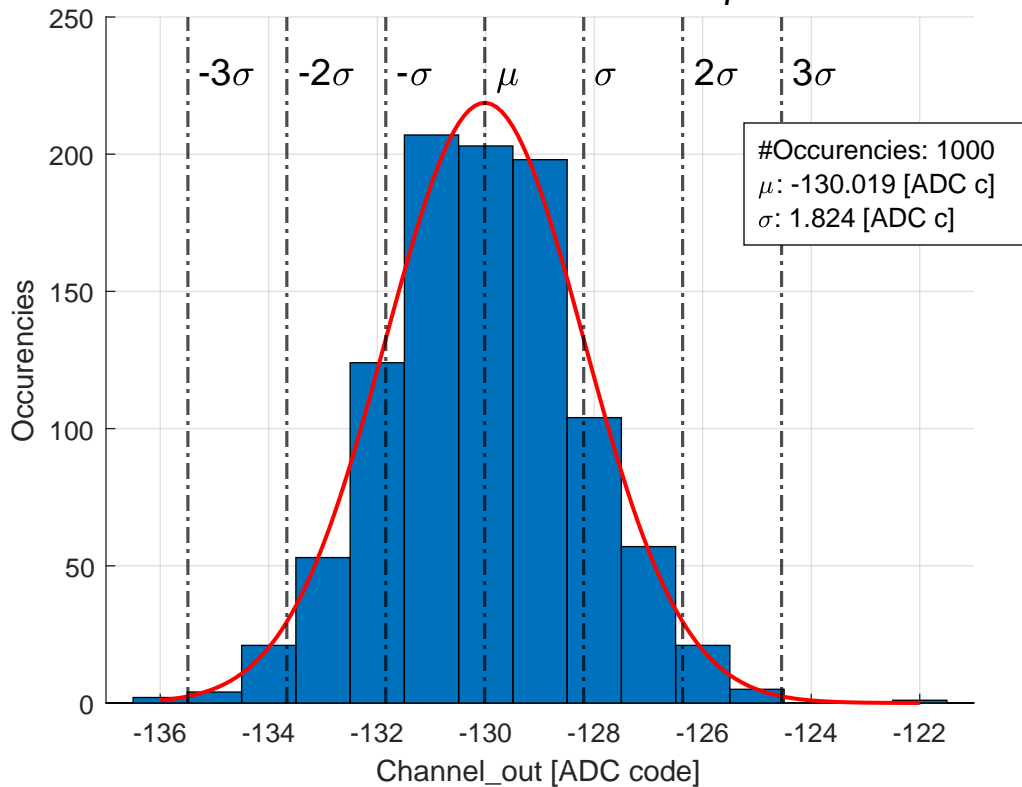 250
-3σ -2σ -σ μ σ 2σ 3σ
#Occurencies: 1000
μ: -130.019 [ADC c]
σ: 1.824 [ADC c]
200
150
100
50
0
Occurencies
-136 -134 -132 -130 -128 -126 -124 -122
Channel_out [ADC code]